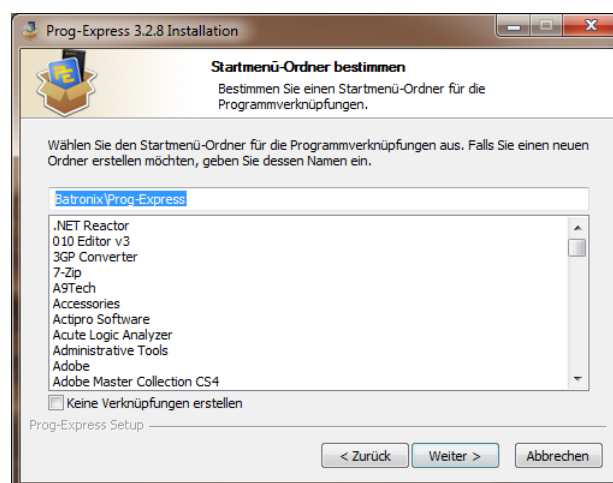 Prog-Express 3.2.8 Installation
Startmenü-Ordner bestimmen
Bestimmen Sie einen Startmenü-Ordner für die
Programmverknüpfungen.
Wählen Sie den Startmenü-Ordner für die Programmverknüpfungen aus. Falls Sie einen neuen
Ordner erstellen möchten, geben Sie dessen Namen ein.
Batronix\Prog-Express
.NET Reactor
010 Editor v3
3GP Converter
7-Zip
A9Tech
Accessories
Actipro Software
Acute Logic Analyzer
Administrative Tools
Adobe
Adobe Master Collection CS4
Keine Verknüpfungen erstellen
Prog-Express Setup
< Zurück
Weiter >
Abbrechen